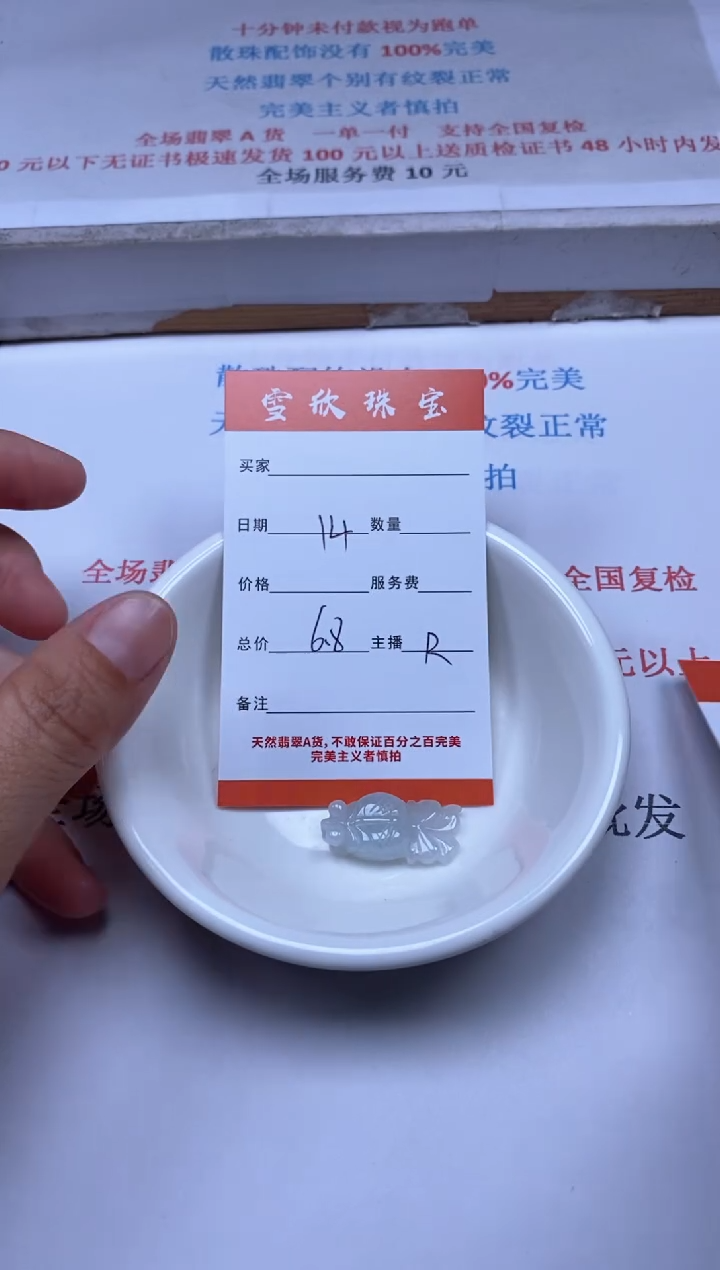 十分钟未付款视为跑单
散珠配饰没有 100%完美
天然翡翠个别有纹裂正常
完美主义者慎拍
全场翡翠 A 货 一单一付 支持全国复检
0 元以下无证书极速发货 100 元以上送质检证书 48 小时内发
全场服务费 10 元
%完美
纹裂正常
拍
雪欣珠宝
买家
日期 14 数量
价格 服务费
总价 68 主播 R
备注
天然翡翠A货,不敢保证百分之百完美
完美主义者慎拍
全场 全国复检
元以上
批发